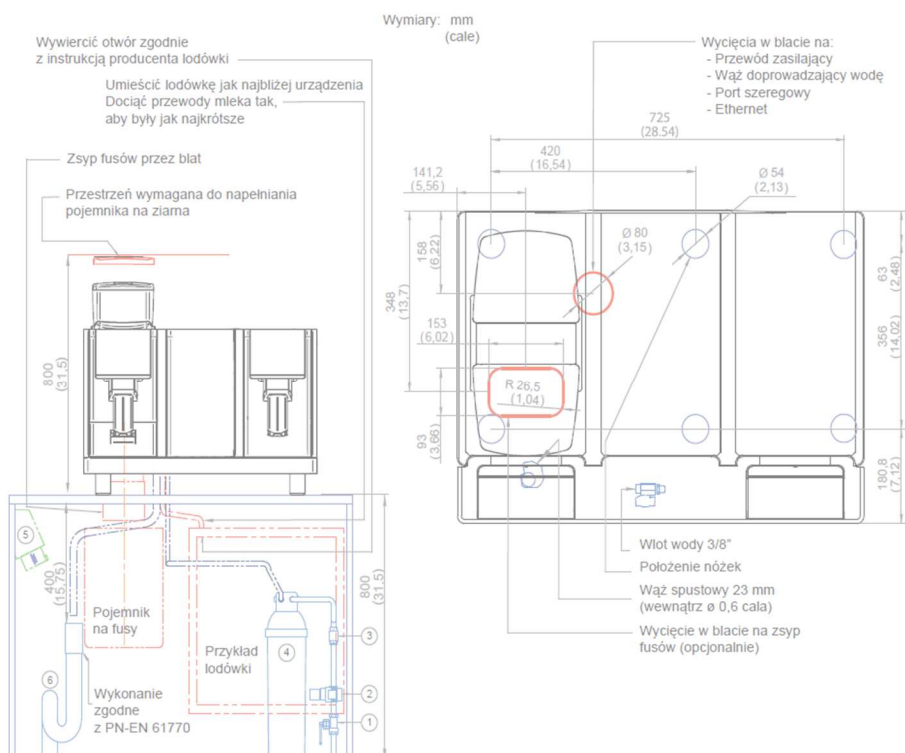 Wymiary: mm
(cale)
Wywiercić otwór zgodnie
z instrukcją producenta lodówki
Umieścić lodówkę jak najbliżej urządzenia
Dociąć przewody mleka tak,
aby były jak najkrótsze
Zsyp fusów przez blat
Przestrzeń wymagana do napełniania
pojemnika na ziarna
800
(31.5)
5
400
(15.75)
Pojemnik
na fusy
6
Wykonanie
zgodne
z PN-EN 61770
Przykład
lodówki
4
3
2
1
800
(31.5)
Wycięcia w blacie na:
- Przewód zasilający
- Wąż doprowadzający wodę
- Port szeregowy
- Ethernet
725
(28.54)
420
(16,54)
141,2
(5,56)
Ø 54
(2,13)
Ø 80
(3,15)
158
(6.22)
348
(13,7)
153
(6,02)
R 26,5
(1,04)
93
(3.66)
63
(2,48)
356
(14,02)
180.8
(7,12)
Wlot wody 3/8"
Położenie nóżek
Wąż spustowy 23 mm
(wewnątrz ø 0,6 cala)
Wycięcie w blacie na zsyp
fusów (opcjonalnie)